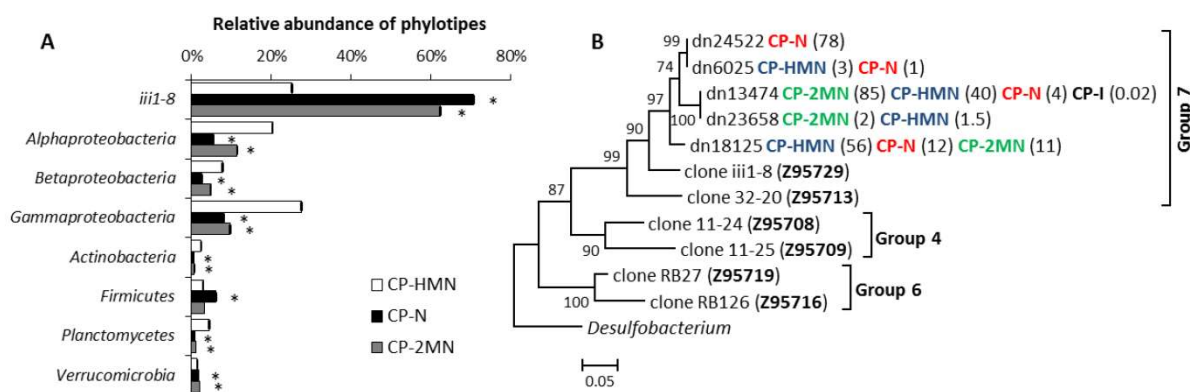 Relative abundance of phylotipes
A
0% 20% 40% 60% 80%
iii1-8
*
*
Alphaproteobacteria
*
*
Betaproteobacteria
*
*
Gammaproteobacteria
*
*
Actinobacteria
*
*
Firmicutes
*
Planctomycetes
*
*
Verrucomicrobia
*
*
CP-HMN
CP-N
CP-2MN
B
99
74
97
100
90
99
87
90
100
dn24522 CP-N (78)
dn6025 CP-HMN (3) CP-N (1)
dn13474 CP-2MN (85) CP-HMN (40) CP-N (4) CP-I (0.02)
dn23658 CP-2MN (2) CP-HMN (1.5)
dn18125 CP-HMN (56) CP-N (12) CP-2MN (11)
clone iii1-8 (Z95729)
clone 32-20 (Z95713)
Group 7
clone 11-24 (Z95708)
clone 11-25 (Z95709)
Group 4
clone RB27 (Z95719)
clone RB126 (Z95716)
Group 6
Desulfobacterium
0.05